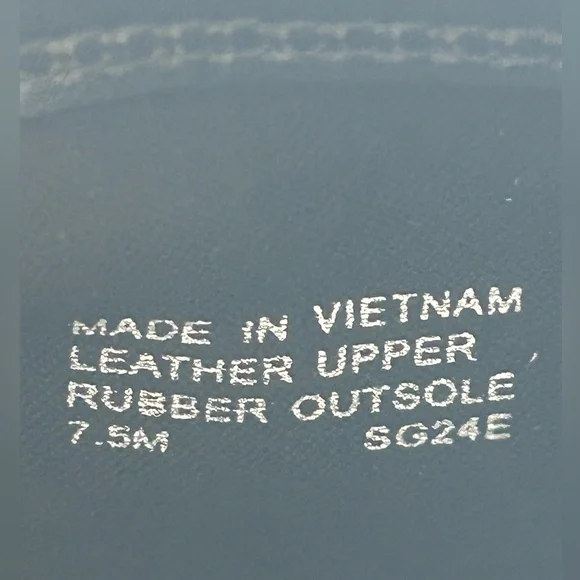 MADE IN VIETNAM
LEATHER UPPER
RUBBER OUTSOLE
7.5M SG24E